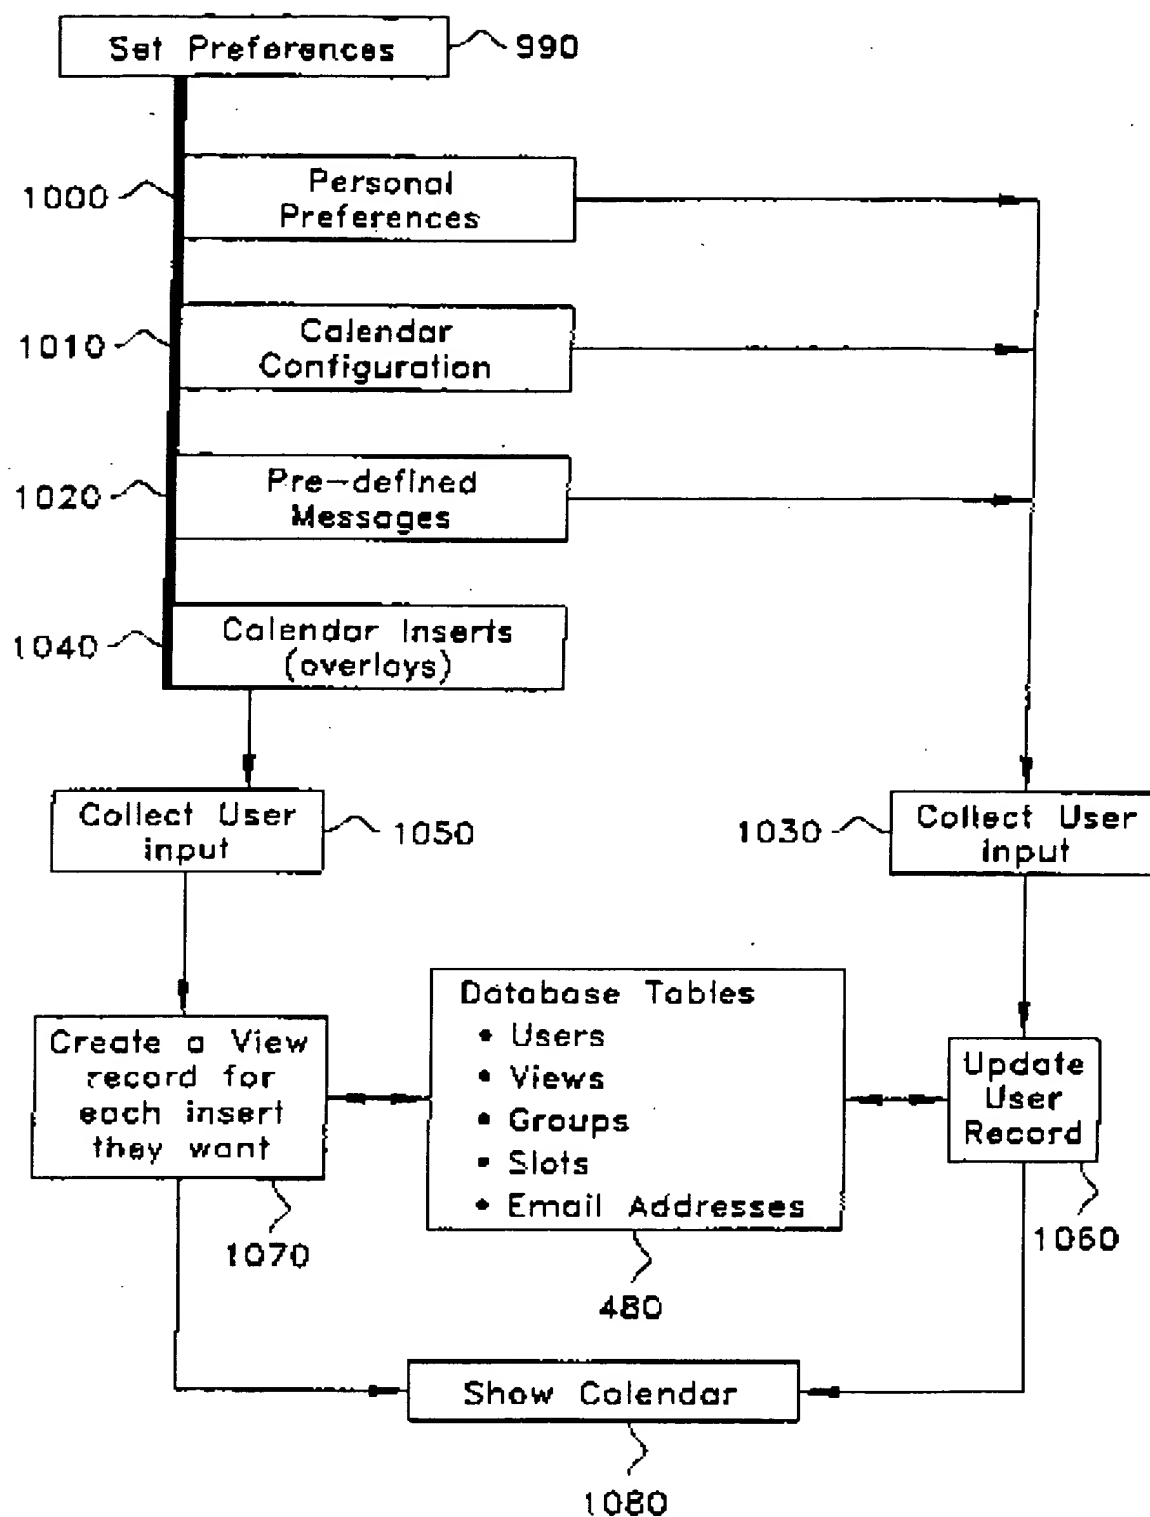 Set Preferences
990
1000
Personal
Preferences
1010
Calendar
Configuration
1020
Pre-defined
Messages
1040
Calendar Inserts
(overlays)
Collect User
input
1050
1030
Collect User
Input
Create a View
record for
each insert
they want
1070
Database Tables
• Users
• Views
• Groups
• Slots
• Email Addresses
480
Update
User
Record
1060
Show Calendar
1080